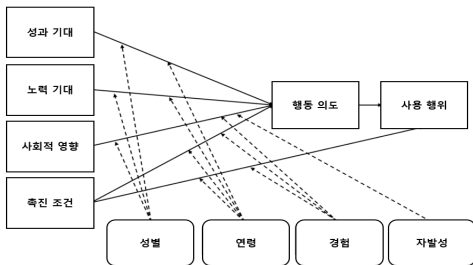 성과 기대
노력 기대
행동 의도
사용 행위
사회적 영향
촉진 조건
성별
연령
경험
자발성